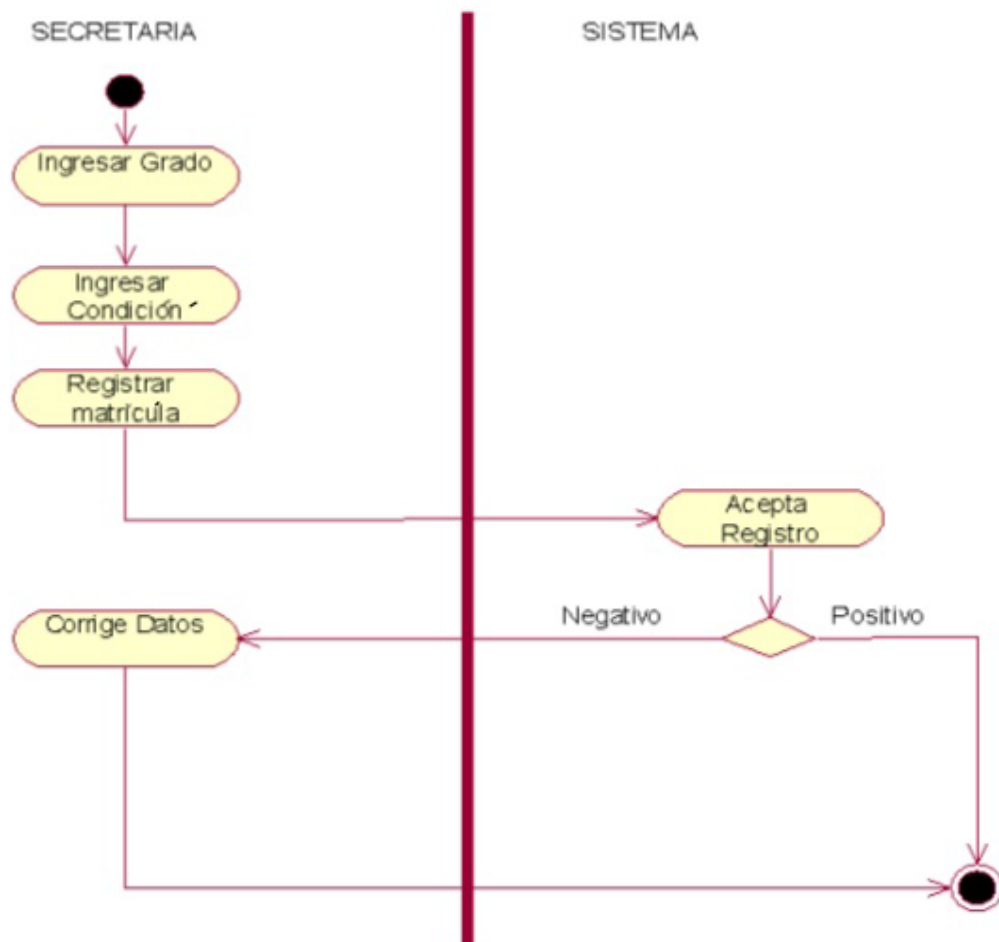 SECRETARIA
SISTEMA
Ingresar Grado
Ingresar
Condición
Registrar
matrícula
Acepta
Registro
Negativo
Positivo
Corrige Datos